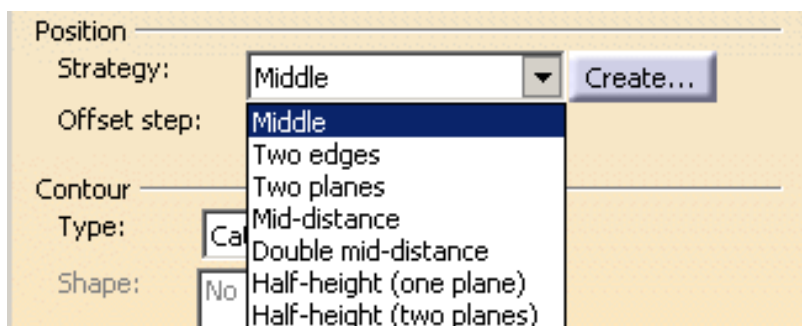 Position
Strategy: Middle Create...
Offset step: Middle
Two edges
Contour Two planes
Type: Mid-distance
Double mid-distance
Shape: No Half-height (one plane)
Half-height (two planes)